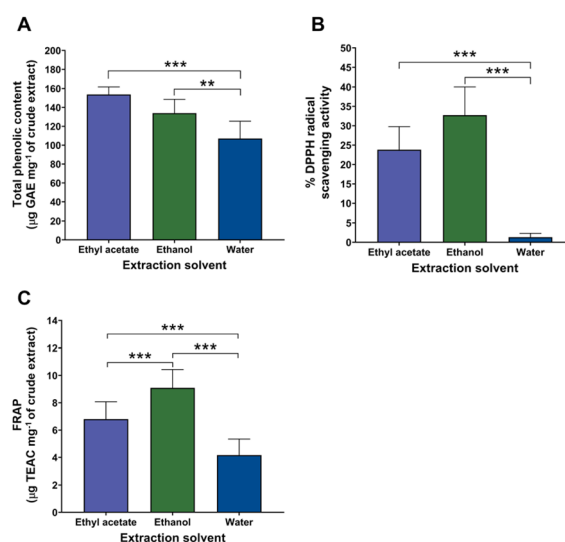 A
***
**
200
180
160
140
120
100
80
60
40
20
0
Total phenolic content
(µg GAE mg⁻¹ of crude extract)
Ethyl acetate Ethanol Water
Extraction solvent
B
***
***
50
45
40
35
30
25
20
15
10
5
0
% DPPH radical
scavenging activity
Ethyl acetate Ethanol Water
Extraction solvent
C
***
*** ***
14
12
10
8
6
4
2
0
FRAP
(µg TEAC mg⁻¹ of crude extract)
Ethyl acetate Ethanol Water
Extraction solvent